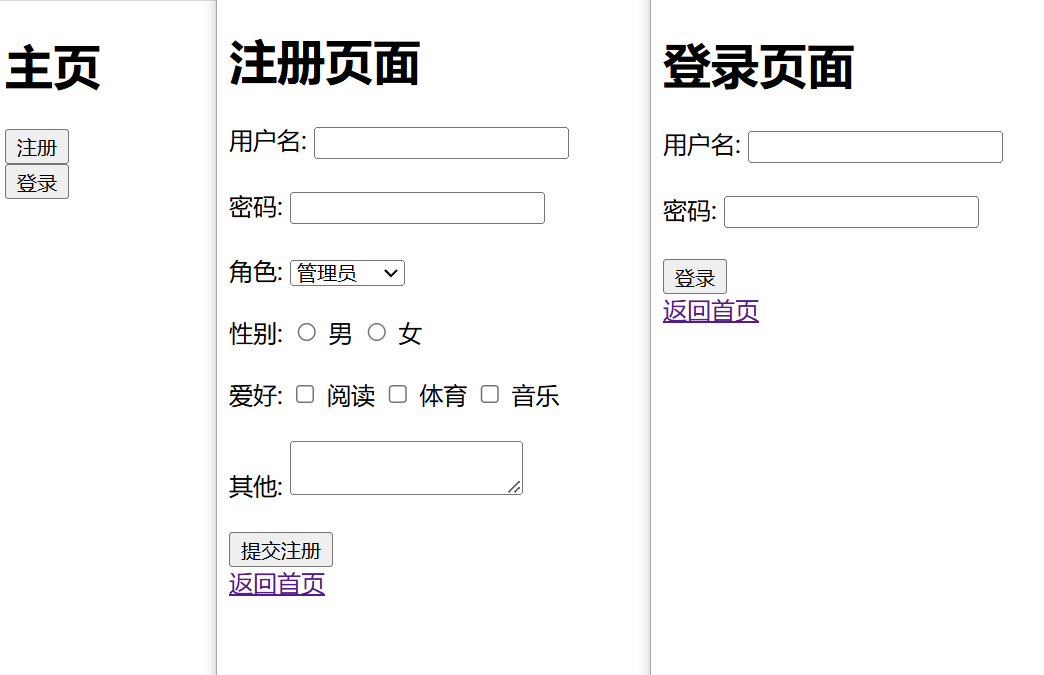 主页
注册
登录
注册页面
用户名:
密码:
角色: 管理员
性别: 男 女
爱好: 阅读 体育 音乐
其他:
提交注册
返回首页
登录页面
用户名:
密码:
登录
返回首页